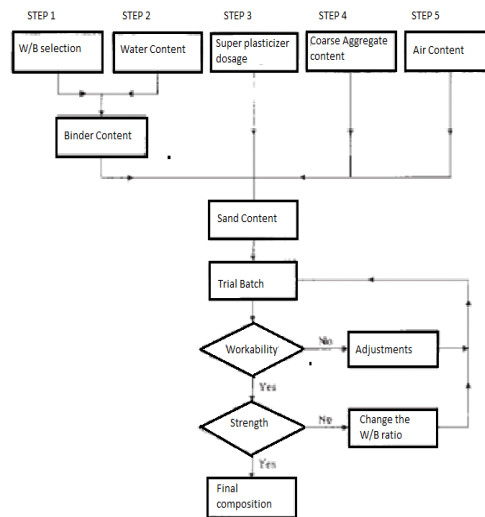 STEP 1
STEP 2
STEP 3
STEP 4
STEP 5
W/B selection
Water Content
Super plasticizer
dosage
Coarse Aggregate
content
Air Content
Binder Content
Sand Content
Trial Batch
Workability
No
Adjustments
Yes
Strength
No
Change the
W/B ratio
Yes
Final
composition